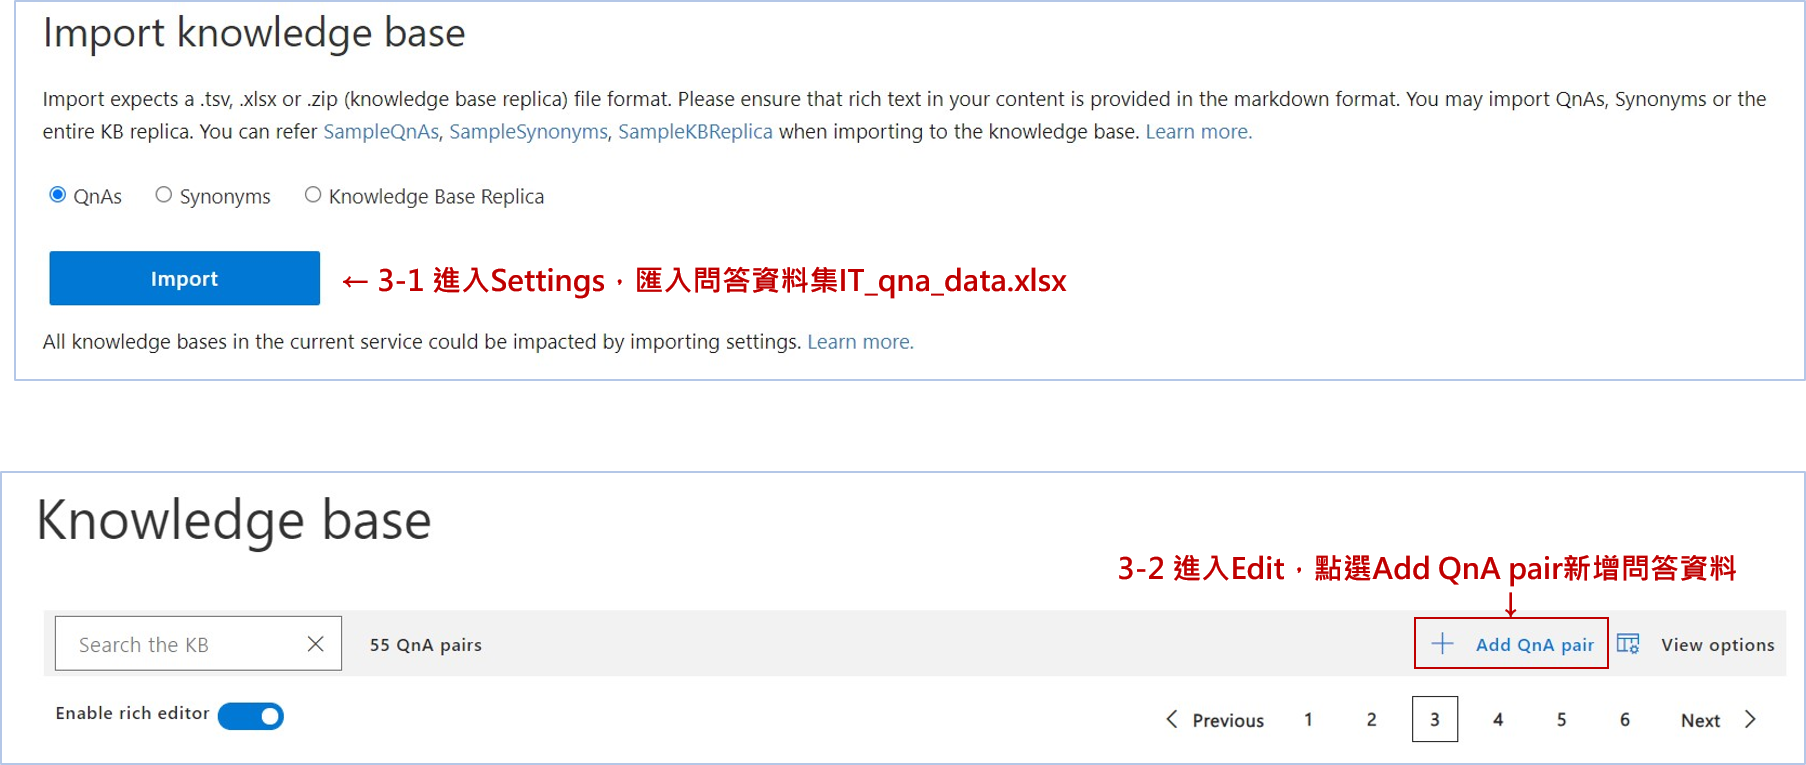 Import knowledge base
Import expects a .tsv, .xlsx or .zip (knowledge base replica) file format. Please ensure that rich text in your content is provided in the markdown format. You may import QnAs, Synonyms or the
entire KB replica. You can refer SampleQnAs, SampleSynonyms, SampleKBReplica when importing to the knowledge base. Learn more.
QnAs Synonyms Knowledge Base Replica
Import ← 3-1 進入Settings，匯入問答資料集IT_qna_data.xlsx
All knowledge bases in the current service could be impacted by importing settings. Learn more.
Knowledge base
3-2 進入Edit，點選Add QnA pair新增問答資料
↓
Search the KB 55 QnA pairs Add QnA pair View options
Enable rich editor Previous 1 2 3 4 5 6 Next